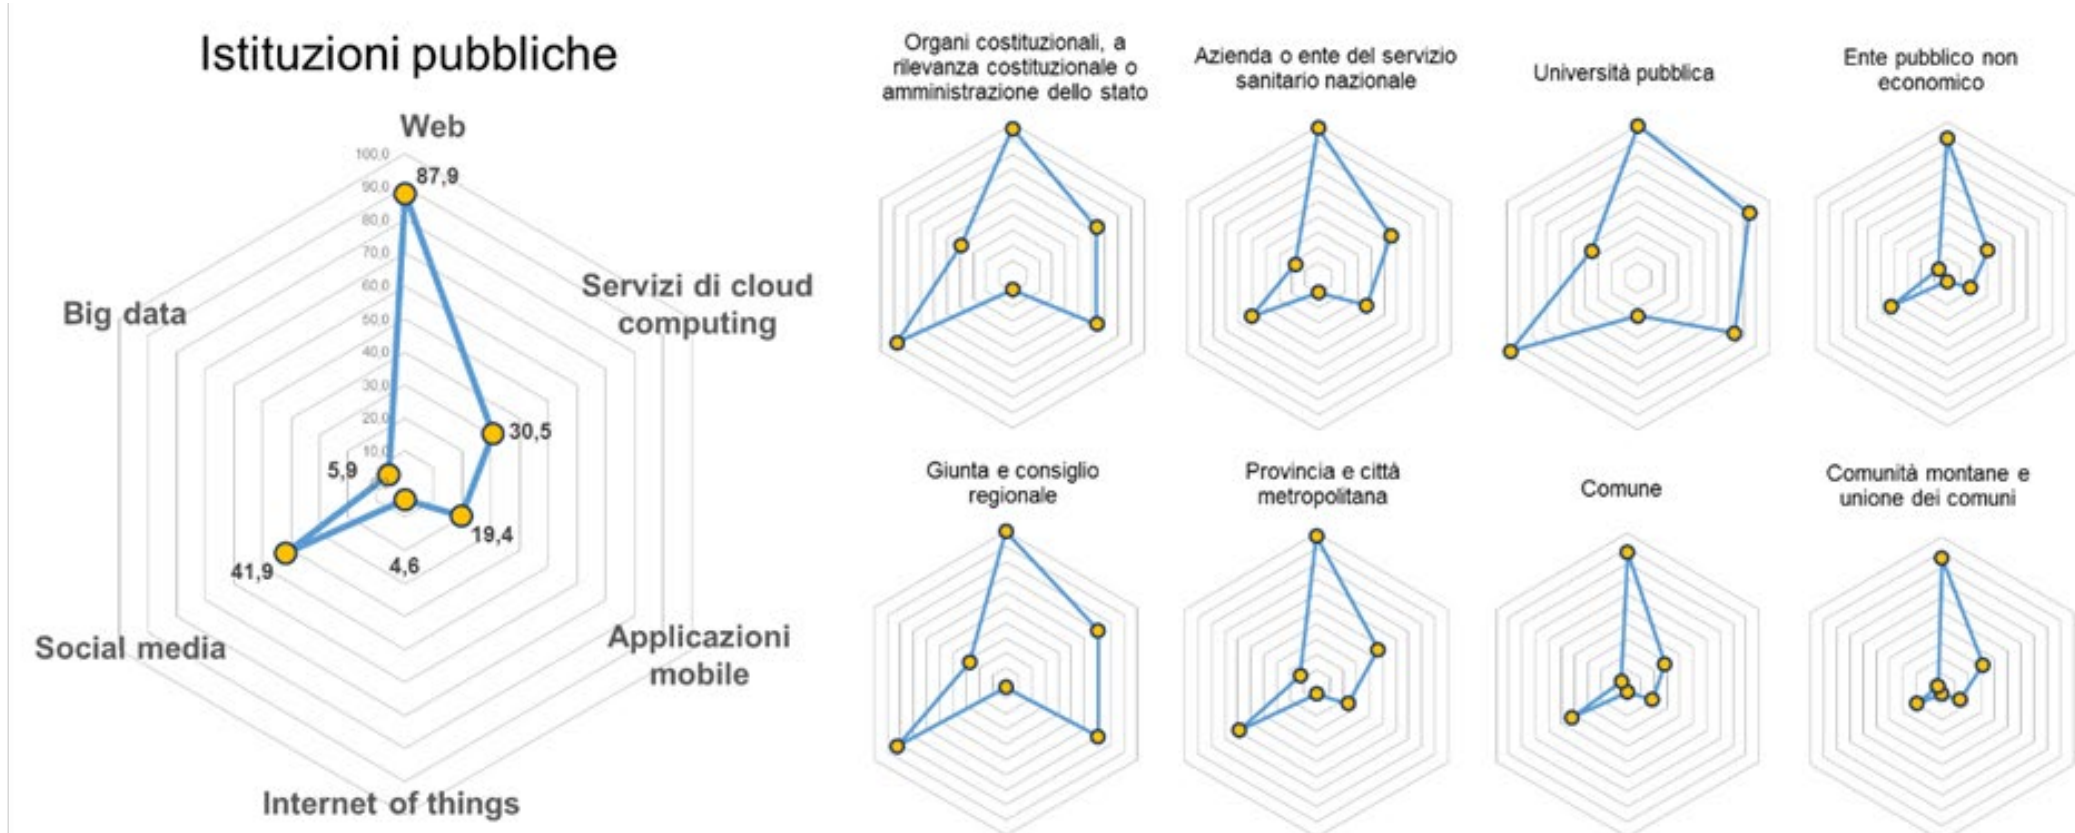 Istituzioni pubbliche
Web
100,0
90,0
87,9
80,0
70,0
60,0
50,0
40,0
30,0
20,0
10,0
Servizi di cloud
computing
30,5
Applicazioni
mobile
19,4
Internet of things
4,6
Social media
41,9
Big data
5,9
Organi costituzionali, a
rilevanza costituzionale o
amministrazione dello stato
Azienda o ente del servizio
sanitario nazionale
Università pubblica
Ente pubblico non
economico
Giunta e consiglio
regionale
Provincia e città
metropolitana
Comune
Comunità montane e
unione dei comuni